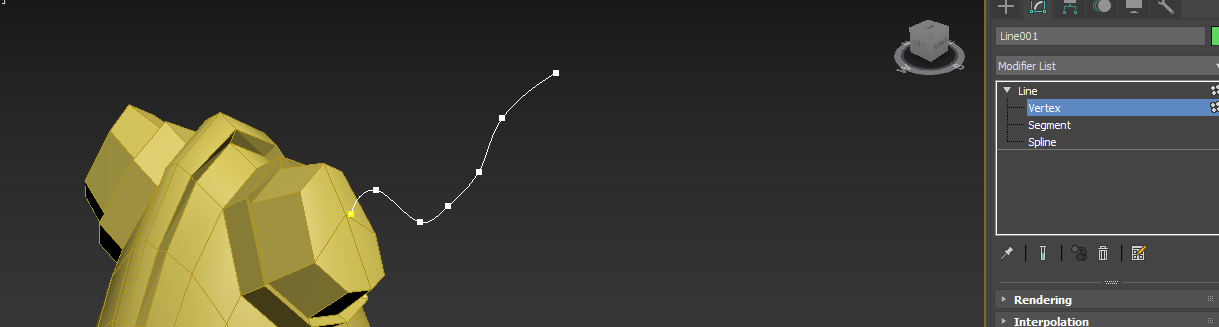 ]
Line001
Modifier List
Line
Vertex
Segment
Spline
Rendering
Interpolation